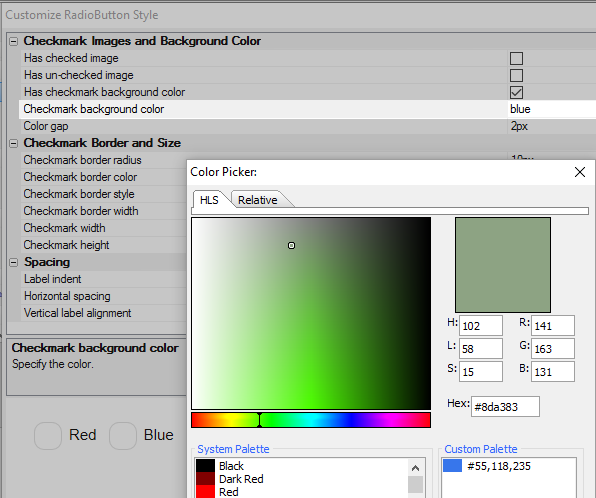 Customize RadioButton Style
Checkmark Images and Background Color
Has checked image
Has un-checked image
Has checkmark background color
Checkmark background color blue
Color gap 2px
Checkmark Border and Size
Checkmark border radius
Checkmark border color
Checkmark border style
Checkmark border width
Checkmark width
Checkmark height
Spacing
Label indent
Horizontal spacing
Vertical label alignment
Checkmark background color
Specify the color.
Red Blue
Color Picker:
HLS Relative
H: 102 R: 141
L: 58 G: 163
S: 15 B: 131
Hex: #8da383
System Palette
Black
Dark Red
Red
Custom Palette
#55,118,235